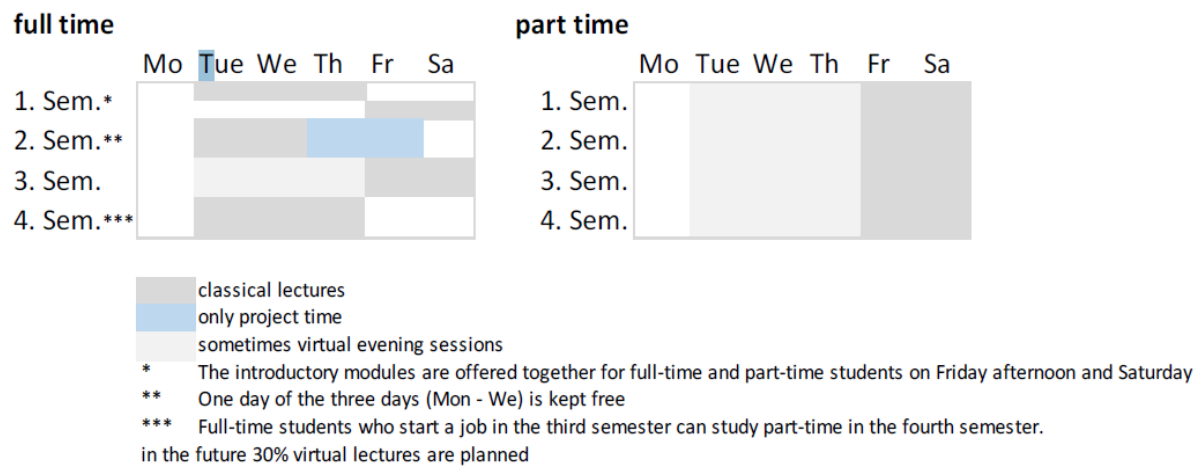 full time
part time
Mo Tue We Th Fr Sa
Mo Tue We Th Fr Sa
1. Sem.*
1. Sem.
2. Sem.**
2. Sem.
3. Sem.
3. Sem.
4. Sem.***
4. Sem.
classical lectures
only project time
sometimes virtual evening sessions
* The introductory modules are offered together for full-time and part-time students on Friday afternoon and Saturday
** One day of the three days (Mon - We) is kept free
*** Full-time students who start a job in the third semester can study part-time in the fourth semester.
in the future 30% virtual lectures are planned